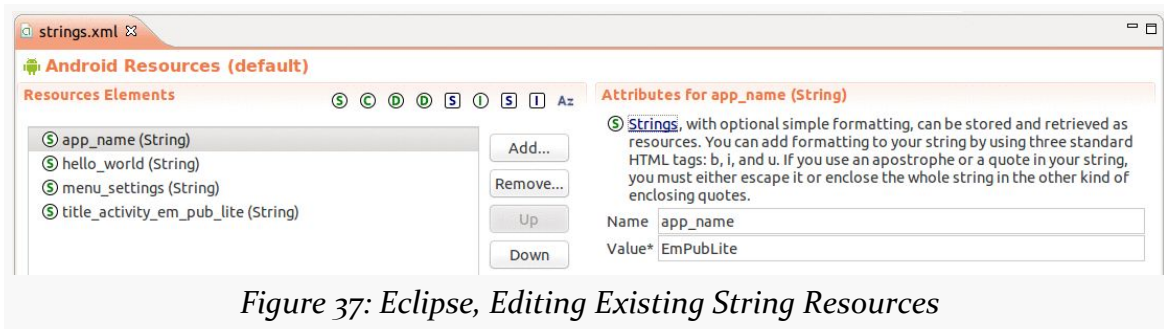 strings.xml
Android Resources (default)
Resources Elements
S C D D S I S I Az
Attributes for app_name (String)
S app_name (String)
S hello_world (String)
S menu_settings (String)
S title_activity_em_pub_lite (String)
Add...
Remove...
Up
Down
S Strings, with optional simple formatting, can be stored and retrieved as
resources. You can add formatting to your string by using three standard
HTML tags: b, i, and u. If you use an apostrophe or a quote in your string,
you must either escape it or enclose the whole string in the other kind of
enclosing quotes.
Name app_name
Value* EmPubLite
Figure 37: Eclipse, Editing Existing String Resources